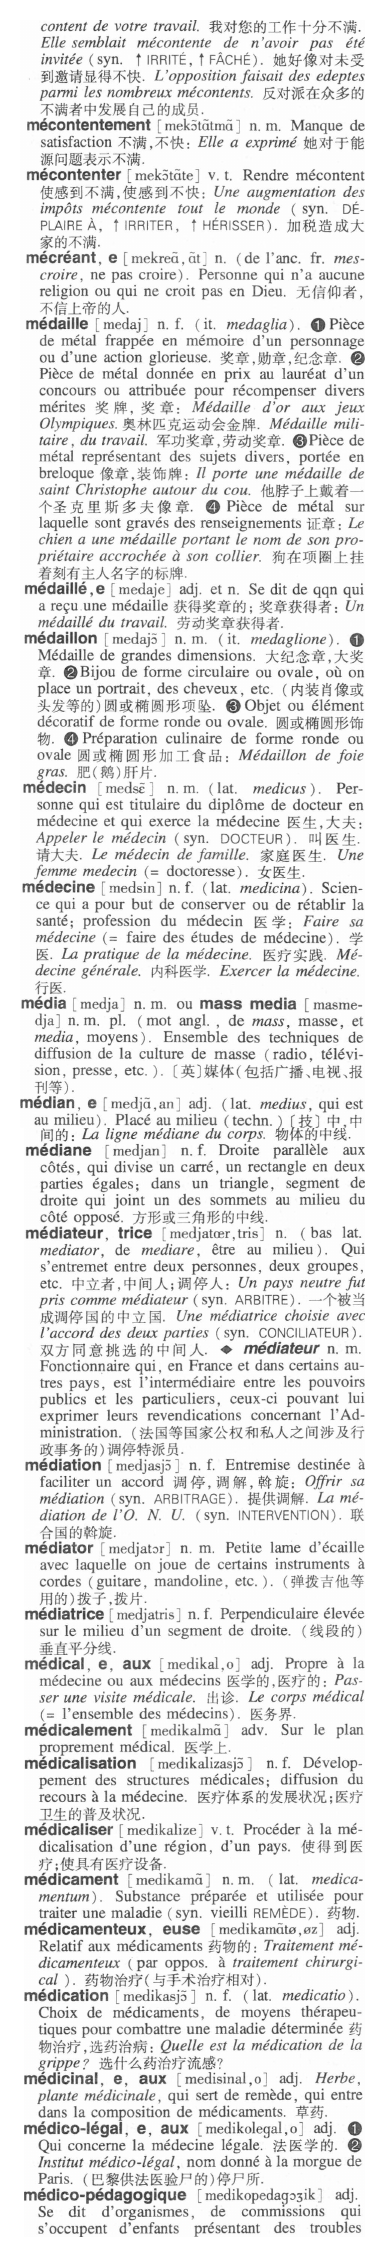 content de votre travail. 我对您的工作十分不满.
Elle semblait mécontente de n'avoir pas été
invitée (syn. ↑ IRRITÉ, ↑ FÂCHÉ). 她好像对未受
到邀请显得不快. L'opposition faisait des edeptes
parmi les nombreux mécontents. 反对派在众多的
不满者中发展自己的成员.
mécontentement [mekɔ̃tɑ̃tmɑ̃] n. m. Manque de
satisfaction 不满,不快: Elle a exprimé 她对于能
源问题表示不满.
mécontenter [mekɔ̃tɑ̃te] v. t. Rendre mécontent
使感到不满,使感到不快: Une augmentation des
impôts mécontente tout le monde (syn. DÉ-
PLAIRE À, ↑ IRRITER, ↑ HÉRISSER). 加税造成大
家的不满.
mécréant, e [mekreɑ̃, ɑ̃t] n. (de l'anc. fr. mes-
croire, ne pas croire). Personne qui n'a aucune
religion ou qui ne croit pas en Dieu. 无信仰者,
不信上帝的人.
médaille [medaj] n. f. (it. medaglia). ❶ Pièce
de métal frappée en mémoire d'un personnage
ou d'une action glorieuse. 奖章,勋章,纪念章. ❷
Pièce de métal donnée en prix au lauréat d'un
concours ou attribuée pour récompenser divers
mérites 奖牌, 奖章: Médaille d'or aux jeux
Olympiques. 奥林匹克运动会金牌. Médaille mili-
taire, du travail. 军功奖章,劳动奖章. ❸Pièce de
métal représentant des sujets divers, portée en
breloque 像章,装饰牌: Il porte une médaille de
saint Christophe autour du cou. 他脖子上戴着一
个圣克里斯多夫像章. ❹ Pièce de métal sur
laquelle sont gravés des renseignements 证章: Le
chien a une médaille portant le nom de son pro-
priétaire accrochée à son collier. 狗在项圈上挂
着刻有主人名字的标牌.
médaillé,e [medaje] adj. et n. Se dit de qqn qui
a reçu une médaille 获得奖章的; 奖章获得者: Un
médaillé du travail. 劳动奖章获得者.
médaillon [medajɔ̃] n. m. (it. medaglione). ❶
Médaille de grandes dimensions. 大纪念章,大奖
章. ❷Bijou de forme circulaire ou ovale, où on
place un portrait, des cheveux, etc. (内装肖像或
头发等的)圆或椭圆形项坠. ❸ Objet ou élément
décoratif de forme ronde ou ovale. 圆或椭圆形饰
物. ❹ Préparation culinaire de forme ronde ou
ovale 圆或椭圆形加工食品: Médaillon de foie
gras. 肥(鹅)肝片.
médecin [medsɛ̃] n. m. (lat. medicus). Per-
sonne qui est titulaire du diplôme de docteur en
médecine et qui exerce la médecine 医生,大夫:
Appeler le médecin (syn. DOCTEUR). 叫医生.
请大夫. Le médecin de famille. 家庭医生. Une
femme medecin (= doctoresse). 女医生.
médecine [medsin] n. f. (lat. medicina). Scien-
ce qui a pour but de conserver ou de rétablir la
santé; profession du médecin 医学: Faire sa
médecine (= faire des études de médecine). 学
医. La pratique de la médecine. 医疗实践. Mé-
decine générale. 内科医学. Exercer la médecine.
行医.
média [medja] n. m. ou mass media [masme-
dja] n. m. pl. (mot angl., de mass, masse, et
media, moyens). Ensemble des techniques de
diffusion de la culture de masse (radio, télévi-
sion, presse, etc.). [英]媒体(包括广播、电视、报
刊等).
médian, e [medjɑ̃,an] adj. (lat. medius, qui est
au milieu). Placé au milieu (techn.) [技] 中,中
间的: La ligne médiane du corps. 物体的中线.
médiane [medjan] n. f. Droite parallèle aux
côtés, qui divise un carré, un rectangle en deux
parties égales; dans un triangle, segment de
droite qui joint un des sommets au milieu du
côté opposé. 方形或三角形的中线.
médiateur, trice [medjatœr,tris] n. (bas lat.
mediator, de mediare, être au milieu). Qui
s'entremet entre deux personnes, deux groupes,
etc. 中立者,中间人;调停人: Un pays neutre fut
pris comme médiateur (syn. ARBITRE). 一个被当
成调停国的中立国. Une médiatrice choisie avec
l'accord des deux parties (syn. CONCILIATEUR).
双方同意挑选的中间人. ◆ médiateur n. m.
Fonctionnaire qui, en France et dans certains au-
tres pays, est l'intermédiaire entre les pouvoirs
publics et les particuliers, ceux-ci pouvant lui
exprimer leurs revendications concernant l'Ad-
ministration. (法国等国家公权和私人之间涉及行
政事务的)调停特派员.
médiation [medjasjɔ̃] n. f. Entremise destinée à
faciliter un accord 调停,调解,斡旋: Offrir sa
médiation (syn. ARBITRAGE). 提供调解. La mé-
diation de l'O. N. U. (syn. INTERVENTION). 联
合国的斡旋.
médiator [medjatɔr] n. m. Petite lame d'écaille
avec laquelle on joue de certains instruments à
cordes (guitare, mandoline, etc.). (弹拨吉他等
用的)拨子,拨片.
médiatrice [medjatris] n. f. Perpendiculaire élevée
sur le milieu d'un segment de droite. (线段的)
垂直平分线.
médical, e, aux [medikal,o] adj. Propre à la
médecine ou aux médecins 医学的,医疗的: Pas-
ser une visite médicale. 出诊. Le corps médical
(= l'ensemble des médecins). 医务界.
médicalement [medikalmɑ̃] adv. Sur le plan
proprement médical. 医学上.
médicalisation [medikalizasjɔ̃] n. f. Dévelop-
pement des structures médicales; diffusion du
recours à la médecine. 医疗体系的发展状况;医疗
卫生的普及状况.
médicaliser [medikalize] v. t. Procéder à la mé-
dicalisation d'une région, d'un pays. 使得到医
疗;使具有医疗设备.
médicament [medikamɑ̃] n. m. (lat. medica-
mentum). Substance préparée et utilisée pour
traiter une maladie (syn. vieilli REMÈDE). 药物.
médicamenteux, euse [medikamɑ̃tø,øz] adj.
Relatif aux médicaments 药物的: Traitement mé-
dicamenteux (par oppos. à traitement chirurgi-
cal). 药物治疗(与手术治疗相对).
médication [medikasjɔ̃] n. f. (lat. medicatio).
Choix de médicaments, de moyens thérapeu-
tiques pour combattre une maladie déterminée 药
物治疗,选药治病: Quelle est la médication de la
grippe? 选什么药治疗流感?
médicinal, e, aux [medisinal,o] adj. Herbe,
plante médicinale, qui sert de remède, qui entre
dans la composition de médicaments. 草药.
médico-légal, e, aux [medikolegal,o] adj. ❶
Qui concerne la médecine légale. 法医学的. ❷
Institut médico-légal, nom donné à la morgue de
Paris. (巴黎供法医验尸的)停尸所.
médico-pédagogique [medikopedagɔʒik] adj.
Se dit d'organismes, de commissions qui
s'occupent d'enfants présentant des troubles